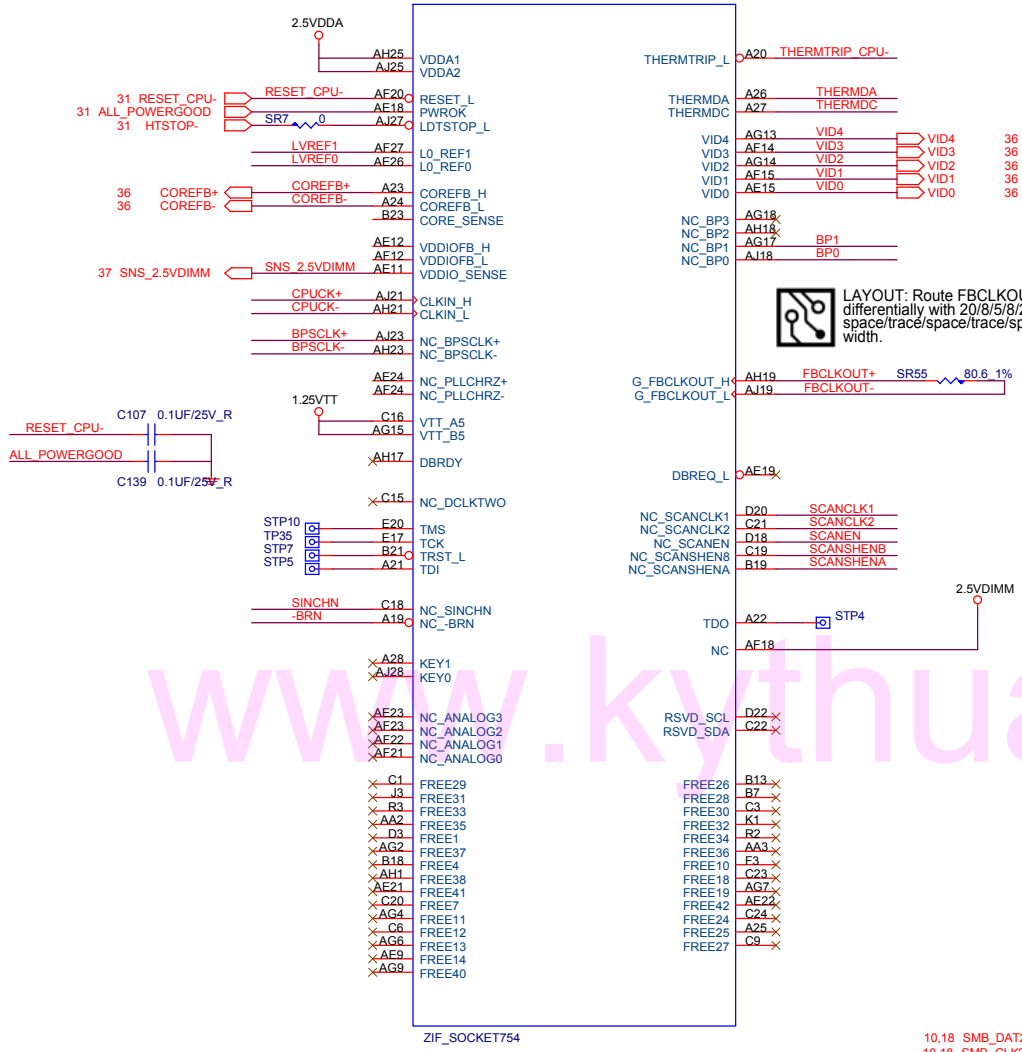 2.5VDDA
AH25 VDDA1
AJ25 VDDA2
31 RESET_CPU- RESET_CPU- AF20 RESET_L
31 ALL_POWERGOOD AE18 PWROK
31 HTSTOP- SR7 0 AJ27 LDTSTOP_L
LVREF1 AF27 L0_REF1
LVREF0 AE26 L0_REF0
36 COREFB+ COREFB+ A23 COREFB_H
36 COREFB- COREFB- A24 COREFB_L
B23 CORE_SENSE
AE12 VDDIOFB_H
AF12 VDDIOFB_L
37 SNS_2.5VDIMM SNS_2.5VDIMM AE11 VDDIO_SENSE
CPUCK+ AJ21 CLKIN_H
CPUCK- AH21 CLKIN_L
BPSCLK+ AJ23 NC_BPSCLK+
BPSCLK- AH23 NC_BPSCLK-
AE24 NC_PLLCHRZ+
AF24 NC_PLLCHRZ-
1.25VTT
C16 VTT_A5
AG15 VTT_B5
C107 0.1UF/25V_R
RESET_CPU-
ALL_POWERGOOD
C139 0.1UF/25V_R
AH17 DBRDY
C15 NC_DCLKTWO
STP10 E20 TMS
TP35 E17 TCK
STP7 B21 TRST_L
STP5 A21 TDI
SINCHN C18 NC_SINCHN
-BRN A19 NC_-BRN
A28 KEY1
AJ28 KEY0
AE23 NC_ANALOG3
AF23 NC_ANALOG2
AF22 NC_ANALOG1
AF21 NC_ANALOG0
C1 FREE29
J3 FREE31
R3 FREE33
AA2 FREE35
D3 FREE1
AG2 FREE37
B18 FREE4
AH1 FREE38
AE21 FREE41
C20 FREE7
AG4 FREE11
C6 FREE12
AG6 FREE13
AE9 FREE14
AG9 FREE40
THERMTRIP_L A20 THERMTRIP_CPU-
THERMDA A26 THERMDA
THERMDC A27 THERMDC
VID4 AG13 VID4 VID4 36
VID3 AF14 VID3 VID3 36
VID2 AG14 VID2 VID2 36
VID1 AF15 VID1 VID1 36
VID0 AE15 VID0 VID0 36
NC_BP3 AG18
NC_BP2 AH18
NC_BP1 AG17 BP1
NC_BP0 AJ18 BP0
LAYOUT: Route FBCLKOU
differentially with 20/8/5/8/2
space/trace/space/trace/sp
width.
G_FBCLKOUT_H AH19 FBCLKOUT+ SR55 80.6_1%
G_FBCLKOUT_L AJ19 FBCLKOUT-
DBREQ_L AE19
NC_SCANCLK1 D20 SCANCLK1
NC_SCANCLK2 C21 SCANCLK2
NC_SCANEN D18 SCANEN
NC_SCANSHEN8 C19 SCANSHENB
NC_SCANSHENA B19 SCANSHENA
2.5VDIMM
TDO A22 STP4
NC AF18
RSVD_SCL D22
RSVD_SDA C22
FREE26 B13
FREE28 B7
FREE30 C3
FREE32 K1
FREE34 R2
FREE36 AA3
FREE10 F3
FREE18 C23
FREE19 AG7
FREE42 AE22
FREE24 C24
FREE25 A25
FREE27 C9
www.kythua
ZIF_SOCKET754
10,18 SMB_DAT2